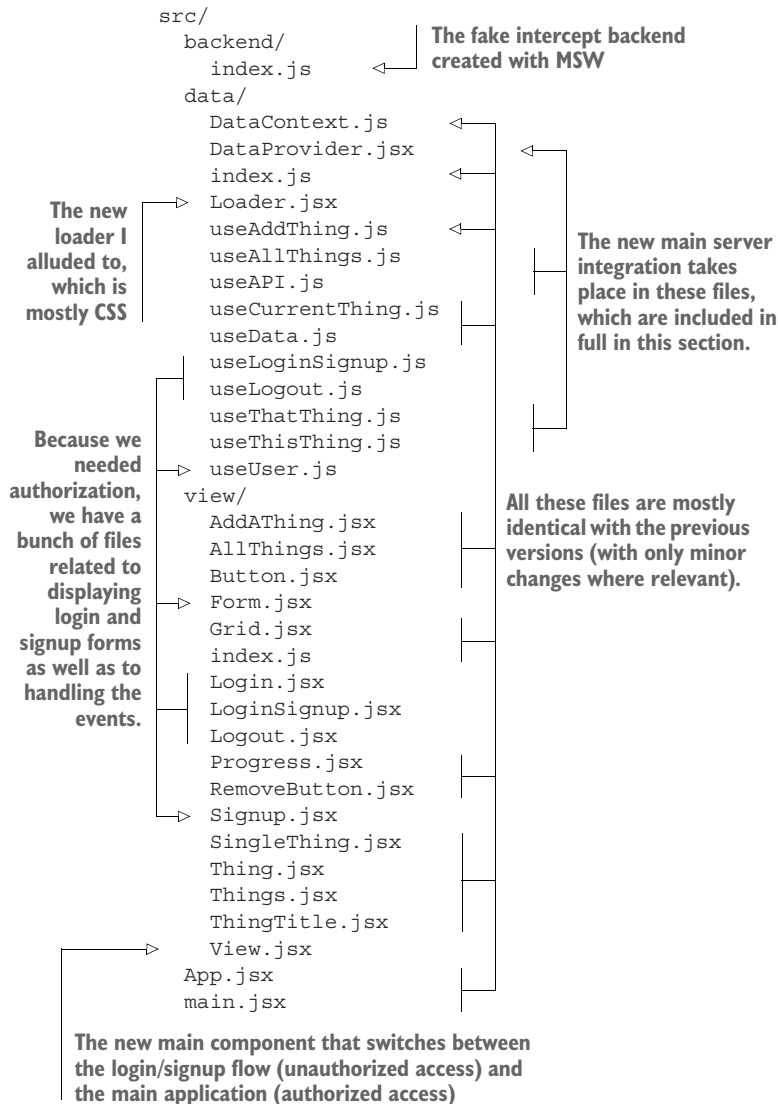 src/
backend/
index.js
The fake intercept backend
created with MSW
data/
DataContext.js
DataProvider.jsx
index.js
Loader.jsx
useAddThing.js
useAllThings.js
useAPI.js
useCurrentThing.js
useData.js
useLoginSignup.js
useLogout.js
useThatThing.js
useThisThing.js
useUser.js
The new
loader I
alluded to,
which is
mostly CSS
The new main server
integration takes
place in these files,
which are included in
full in this section.
Because we
needed
authorization,
we have a
bunch of files
related to
displaying
login and
signup forms
as well as to
handling the
events.
view/
AddAThing.jsx
AllThings.jsx
Button.jsx
Form.jsx
Grid.jsx
index.js
Login.jsx
LoginSignup.jsx
Logout.jsx
Progress.jsx
RemoveButton.jsx
Signup.jsx
SingleThing.jsx
Thing.jsx
Things.jsx
ThingTitle.jsx
View.jsx
All these files are mostly
identical with the previous
versions (with only minor
changes where relevant).
App.jsx
main.jsx
The new main component that switches between
the login/signup flow (unauthorized access) and
the main application (authorized access)